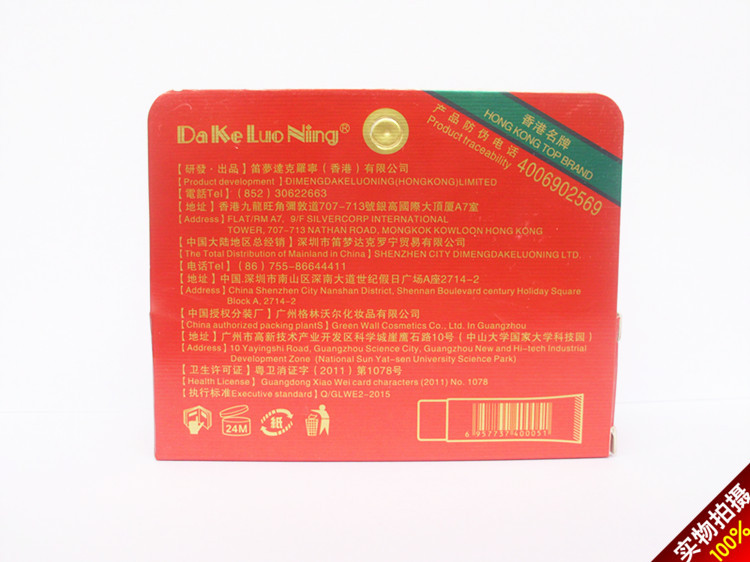 Da Ke Luo Ning®
香港名牌
HONG KONG TOP BRAND
产品防伪电话
Product traceability
4006902569
【研發·出品】笛夢達克羅寧（香港）有限公司
【Product development】DIMENGDAKELUONING(HONGKONG)LIMITED
【電話Tel】(852) 30622663
【地址】香港九龍旺角彌敦道707-713號銀高國際大頂厦A7室
【Address】FLAT/RM A7, 9/F SILVERCORP INTERNATIONAL
TOWER, 707-713 NATHAN ROAD, MONGKOK KOWLOON HONG KONG
【中国大陆地区总经销】深圳市笛梦达克罗宁贸易有限公司
【The Total Distribution of Mainland in China】SHENZHEN CITY DIMENGDAKELUONING LTD.
【电话Tel】(86) 755-86644411
【地址】中国.深圳市南山区深南大道世纪假日广场A座2714-2
【Address】China Shenzhen City Nanshan District, Shennan Boulevard century Holiday Square
Block A, 2714-2
【中国授权分装厂】广州格林沃尔化妆品有限公司
【China authorized packing plantS】Green Wall Cosmetics Co., Ltd. In Guangzhou
【地址】广州市高新技术产业开发区科学城崖鹰石路10号（中山大学国家大学科技园）
【Address】10 Yayingshi Road, Guangzhou Science City, Guangzhou New and Hi-tech Industrial
Development Zone (National Sun Yat-sen University Science Park)
【卫生许可证】粤卫消证字（2011）第1078号
【Health License】Guangdong Xiao Wei card characters (2011) No. 1078
【执行标准Executive standard】Q/GLWE2-2015
24M
紙
6 957737 400051
实物拍摄
100%